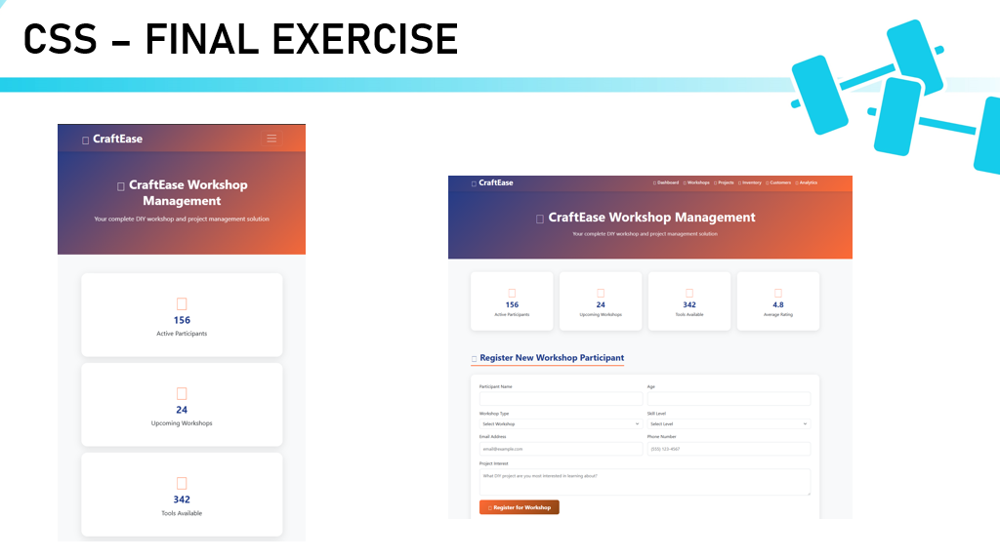 CSS – FINAL EXERCISE
CraftEase
CraftEase Workshop
Management
Your complete DIY workshop and project management solution
156
Active Participants
24
Upcoming Workshops
342
Tools Available
CraftEase
Dashboard Workshops Projects Inventory Customers Analytics
CraftEase Workshop Management
Your complete DIY workshop and project management solution
156
Active Participants
24
Upcoming Workshops
342
Tools Available
4.8
Average Rating
Register New Workshop Participant
Participant Name
Age
Workshop Type
Skill Level
Select Workshop
Select Level
Email Address
Phone Number
email@example.com
(555) 123-4567
Project Interest
What DIY project are you most interested in learning about?
Register for Workshop